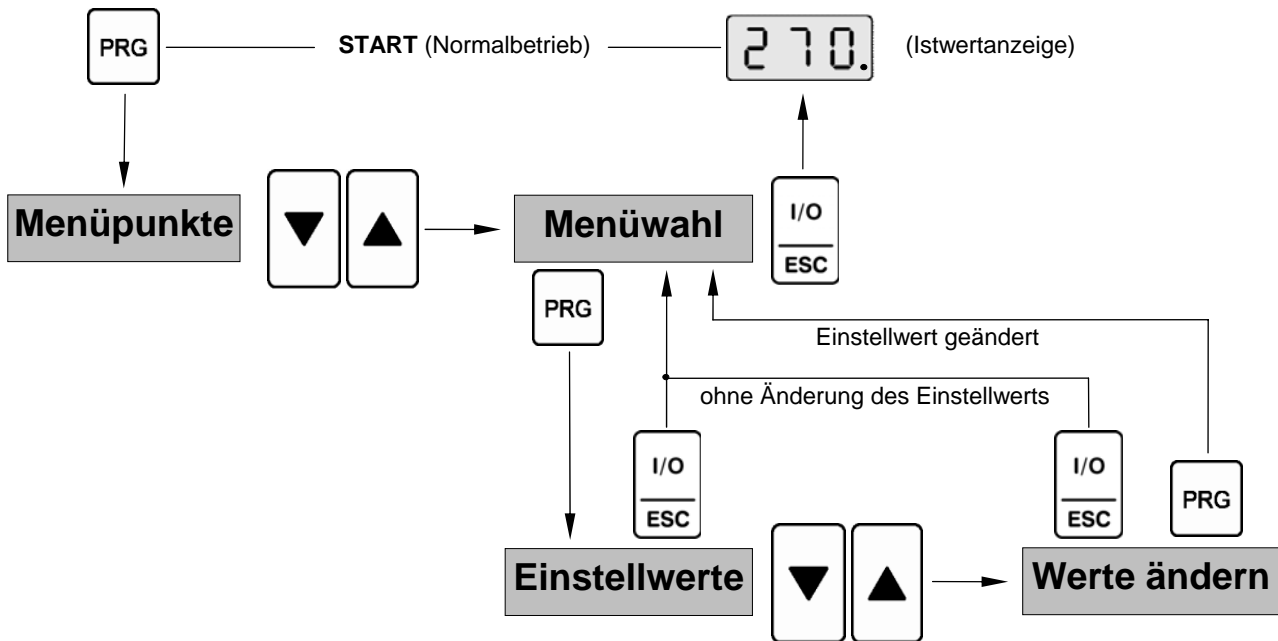 PRG
START (Normalbetrieb)
270.
(Istwertanzeige)
Menüpunkte
Menüwahl
I/O
ESC
PRG
Einstellwert geändert
ohne Änderung des Einstellwerts
I/O
ESC
I/O
ESC
PRG
Einstellwerte
Werte ändern